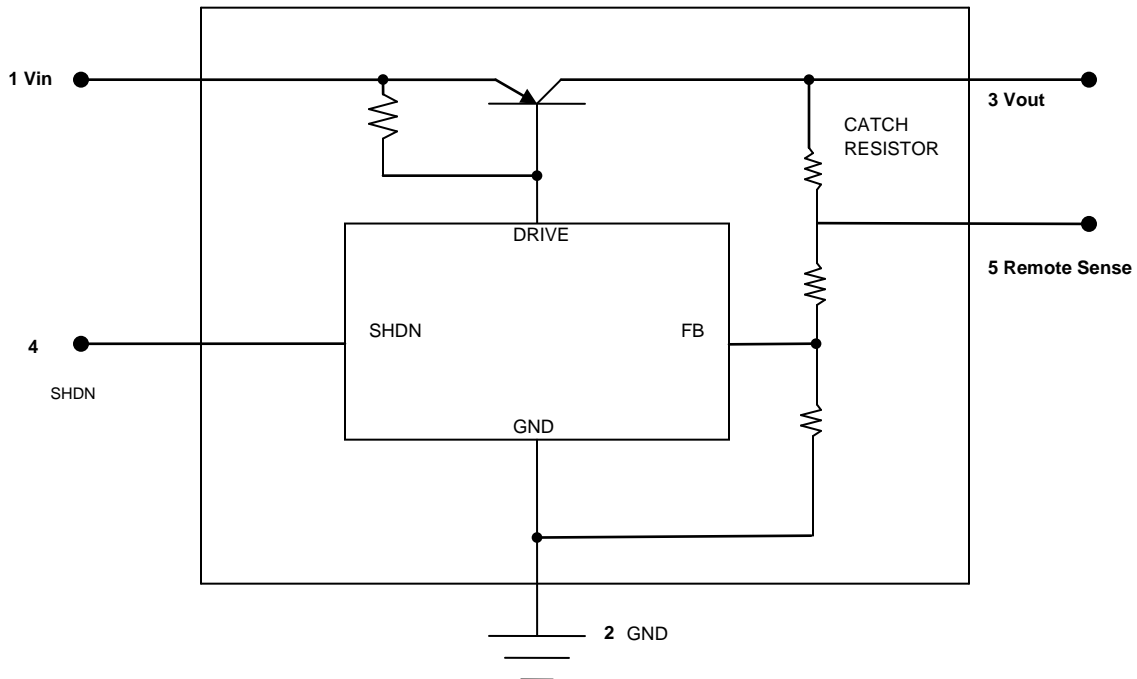 1 Vin
3 Vout
CATCH
RESISTOR
DRIVE
5 Remote Sense
SHDN
FB
4
SHDN
GND
2 GND